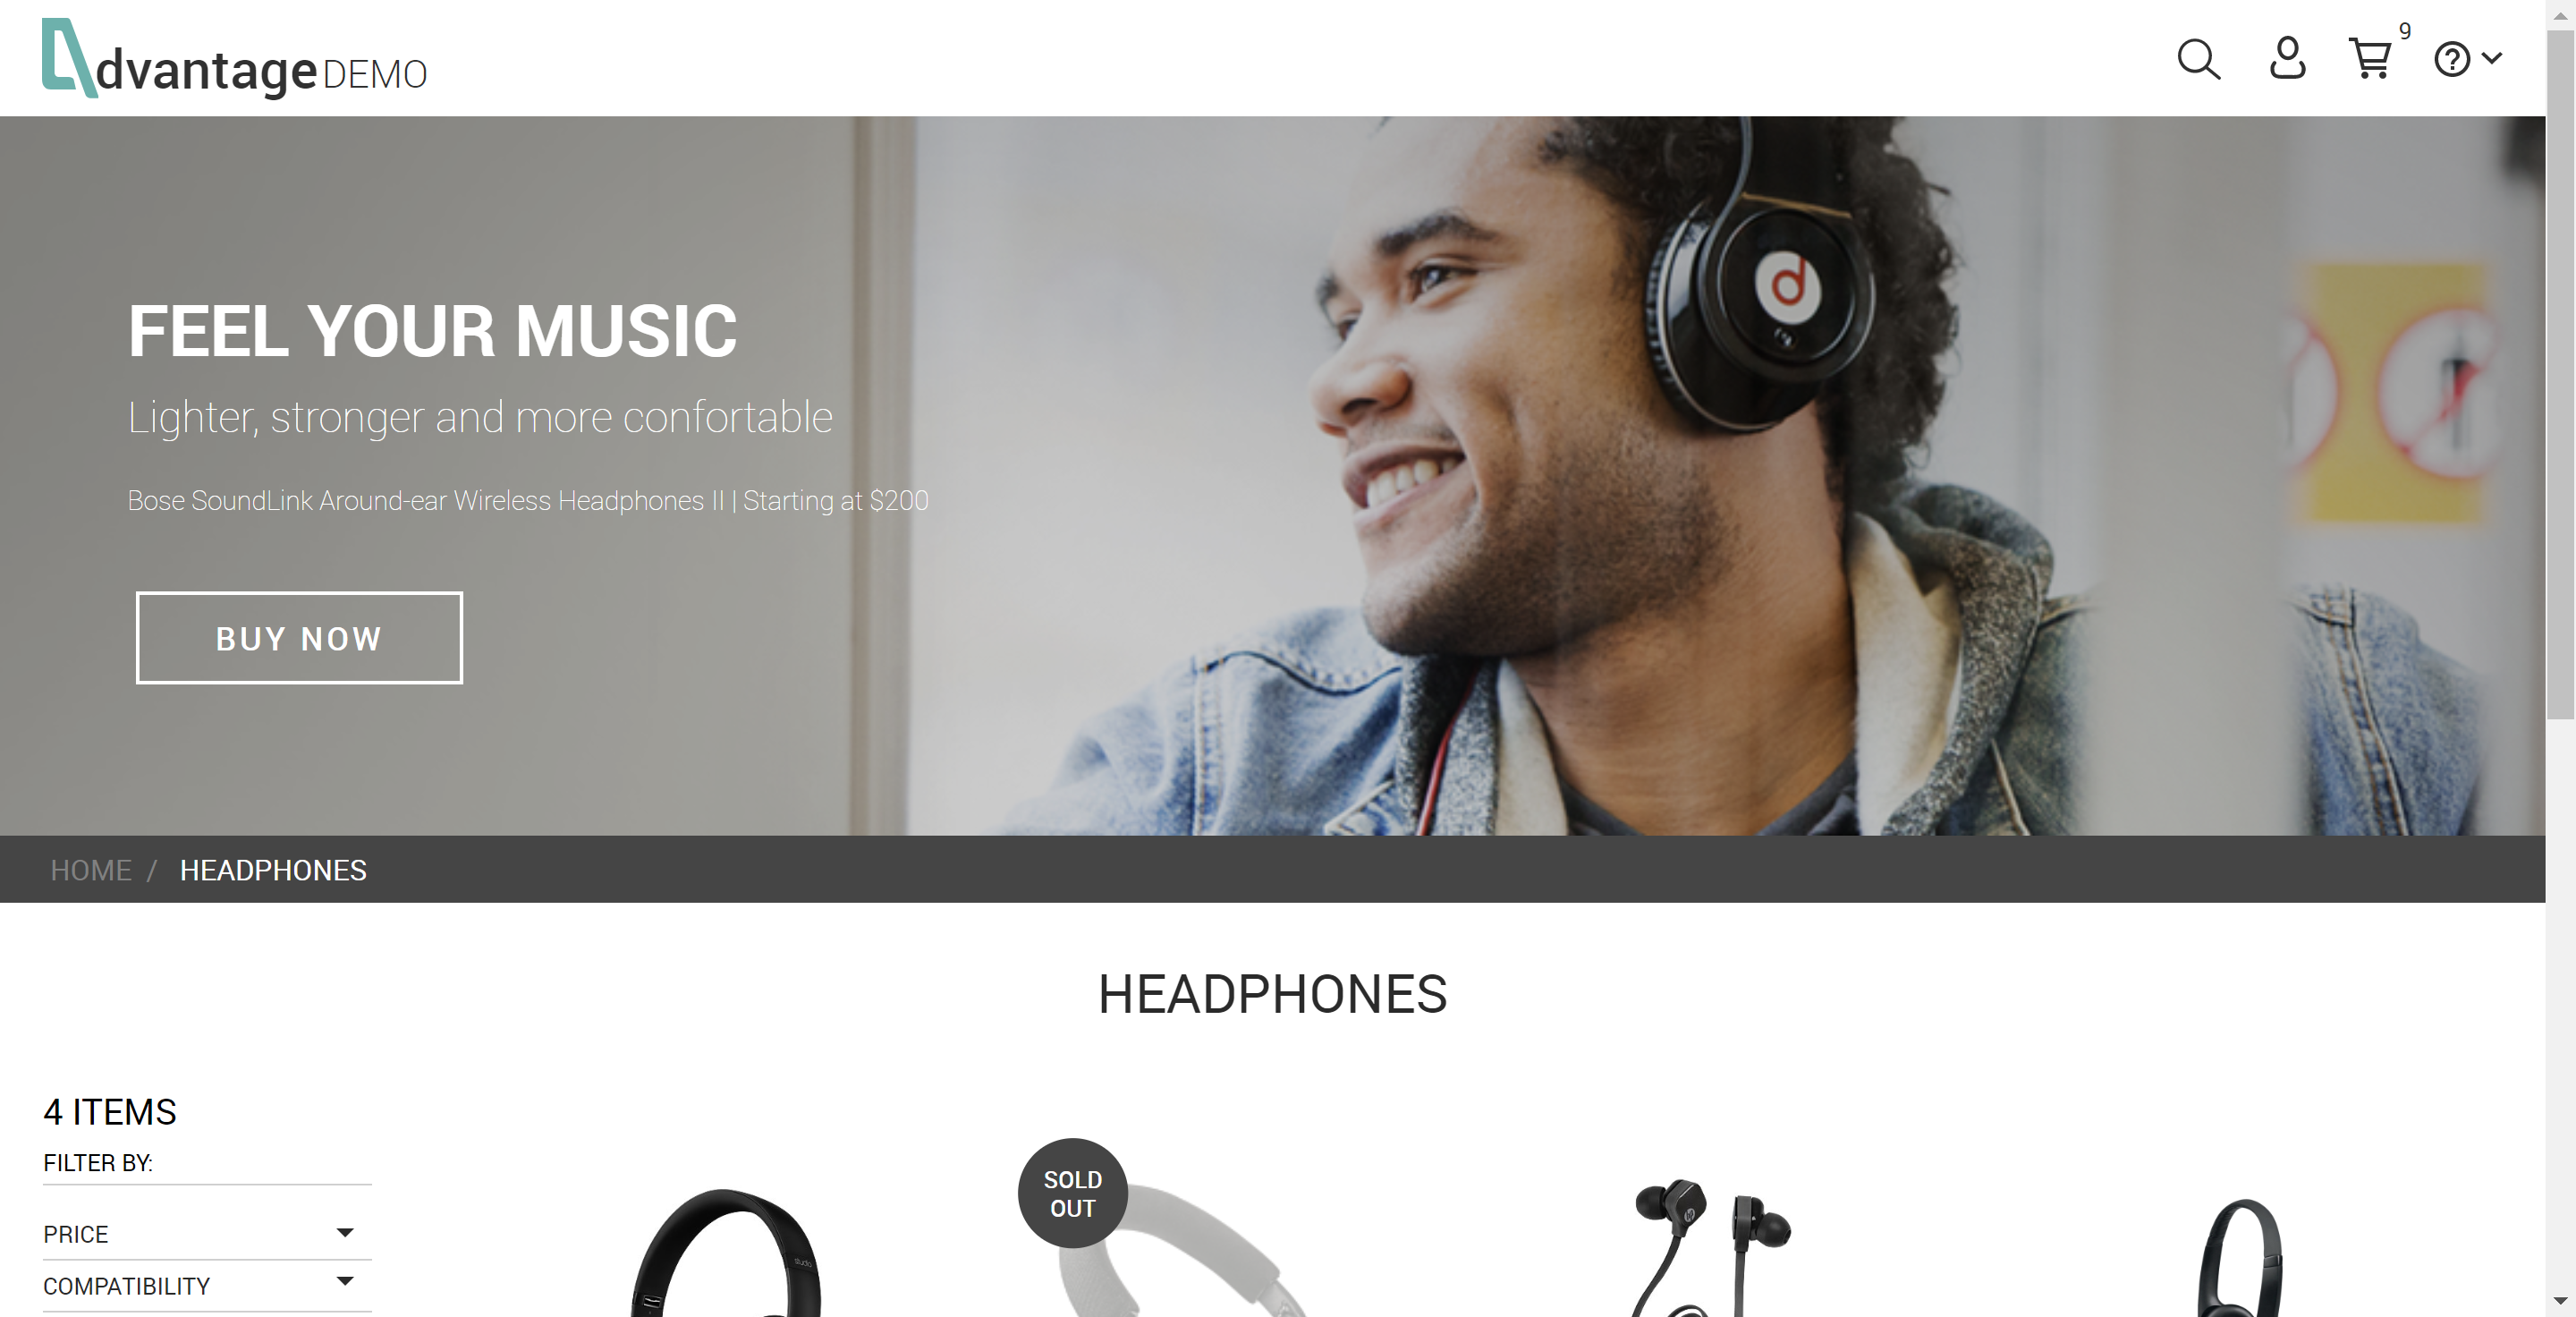 dvantage DEMO
9
FEEL YOUR MUSIC
Lighter, stronger and more confortable
Bose SoundLink Around-ear Wireless Headphones II | Starting at $200
BUY NOW
HOME / HEADPHONES
HEADPHONES
4 ITEMS
FILTER BY:
PRICE
COMPATIBILITY
SOLD
OUT
studio